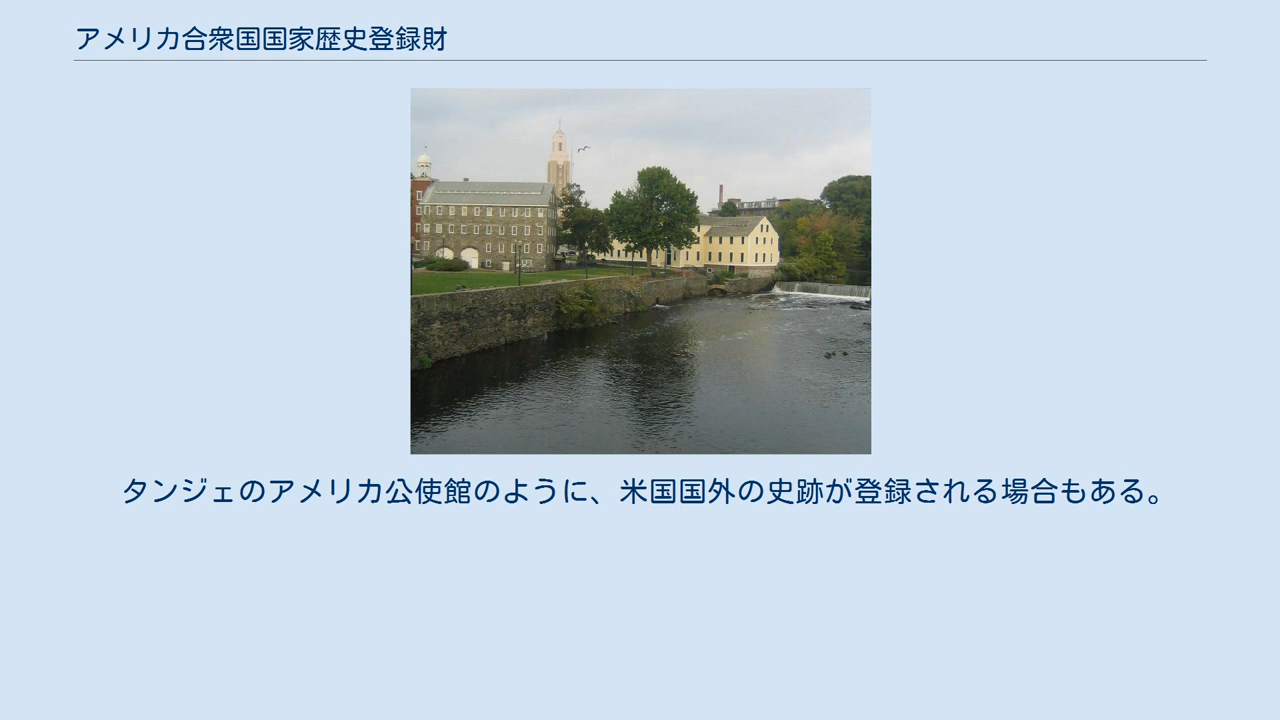 アメリカ合衆国国家歴史登録財
タンジェのアメリカ公使館のように、米国国外の史跡が登録される場合もある。